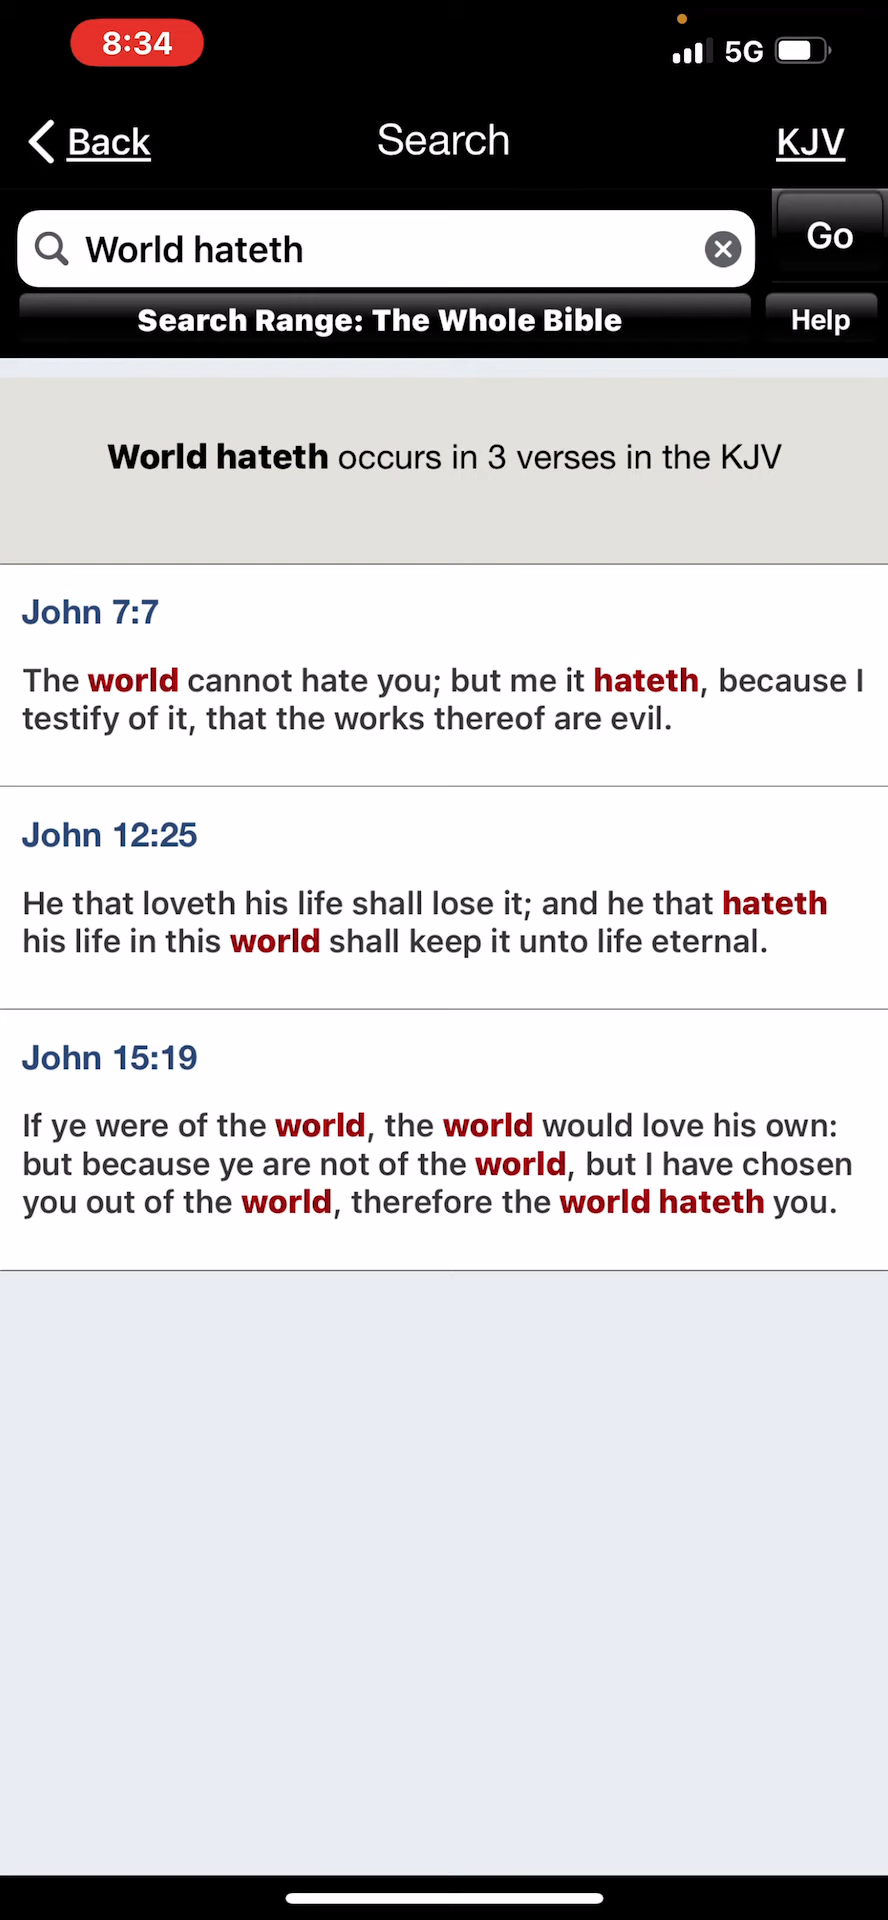 8:34
5G
Back
Search
KJV
World hateth
Go
Search Range: The Whole Bible
Help
World hateth occurs in 3 verses in the KJV
John 7:7
The world cannot hate you; but me it hateth, because I
testify of it, that the works thereof are evil.
John 12:25
He that loveth his life shall lose it; and he that hateth
his life in this world shall keep it unto life eternal.
John 15:19
If ye were of the world, the world would love his own:
but because ye are not of the world, but I have chosen
you out of the world, therefore the world hateth you.